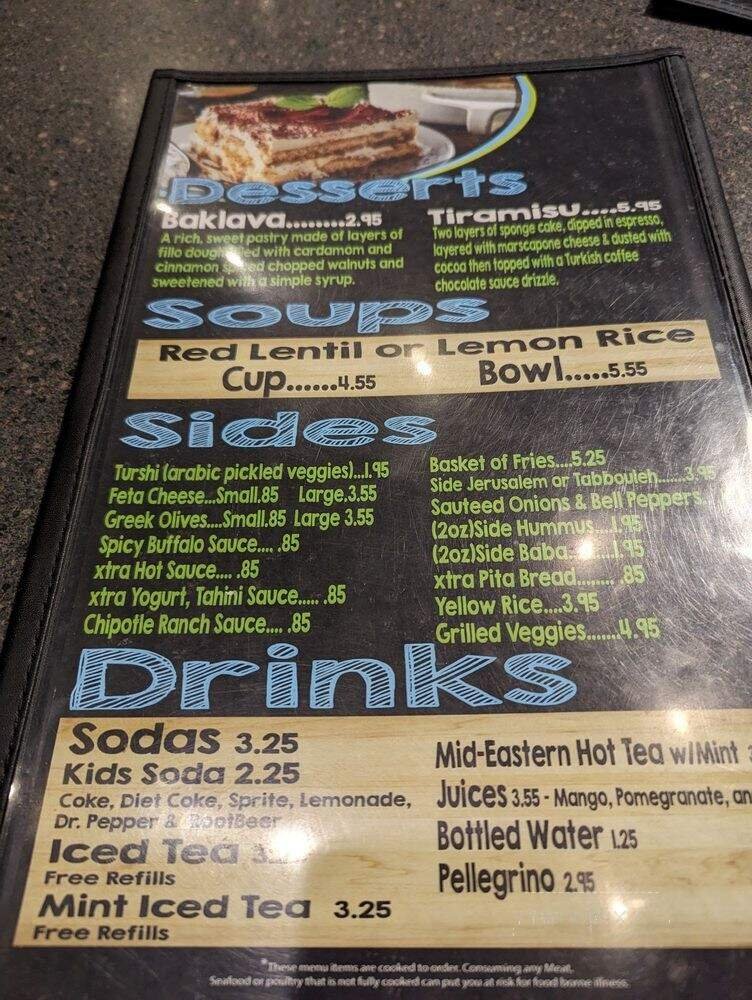 Desserts
Baklava.........2.95
A rich, sweet pastry made of layers of
fillo dough filled with cardamom and
cinnamon spiced chopped walnuts and
sweetened with a simple syrup.
Tiramisu.....5.95
Two layers of sponge cake, dipped in espresso,
layered with marscapone cheese & dusted with
cocoa then topped with a Turkish coffee
chocolate sauce drizzle.
Soups
Red Lentil or Lemon Rice
Cup......4.55 Bowl.....5.55
Sides
Turshi (arabic pickled veggies)...1.95
Feta Cheese...Small.85 Large.3.55
Greek Olives....Small.85 Large 3.55
Spicy Buffalo Sauce.... .85
xtra Hot Sauce.... .85
xtra Yogurt, Tahini Sauce..... .85
Chipotle Ranch Sauce.... .85
Basket of Fries....5.25
Side Jerusalem or Tabbouleh.......3.95
Sauteed Onions & Bell Peppers
(2oz)Side Hummus....1.95
(2oz)Side Baba.........1.95
xtra Pita Bread........ .85
Yellow Rice....3.95
Grilled Veggies.......4.95
Drinks
Sodas 3.25
Kids Soda 2.25
Coke, Diet Coke, Sprite, Lemonade,
Dr. Pepper & RootBeer
Iced Tea
Free Refills
Mint Iced Tea 3.25
Free Refills
Mid-Eastern Hot Tea w/Mint
Juices 3.55 - Mango, Pomegranate, an
Bottled Water 1.25
Pellegrino 2.95
*These menu items are cooked to order. Consuming any Meat,
Seafood or poultry that is not fully cooked can put you at risk for food borne illness.